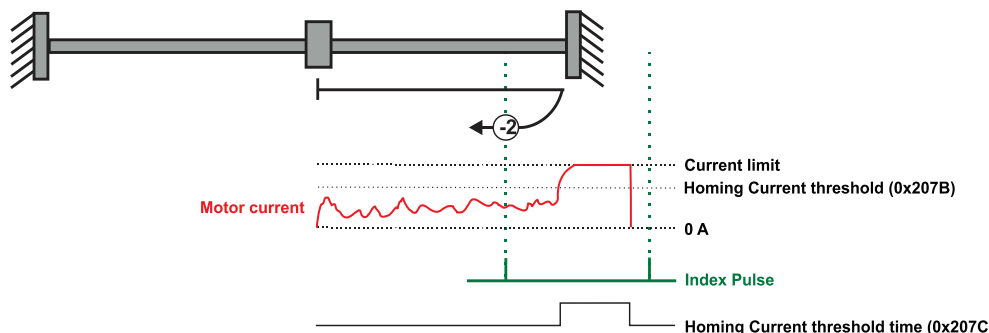 -2
Current limit
Homing Current threshold (0x207B)
Motor current
0 A
Index Pulse
Homing Current threshold time (0x207C